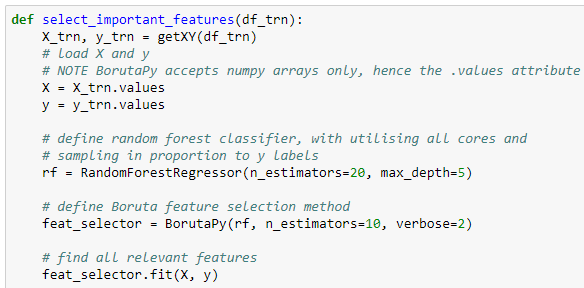 def select_important_features(df_trn):
    X_trn, y_trn = getXY(df_trn)
    # load X and y
    # NOTE BorutaPy accepts numpy arrays only, hence the .values attribute
    X = X_trn.values
    y = y_trn.values

    # define random forest classifier, with utilising all cores and
    # sampling in proportion to y labels
    rf = RandomForestRegressor(n_estimators=20, max_depth=5)

    # define Boruta feature selection method
    feat_selector = BorutaPy(rf, n_estimators=10, verbose=2)

    # find all relevant features
    feat_selector.fit(X, y)